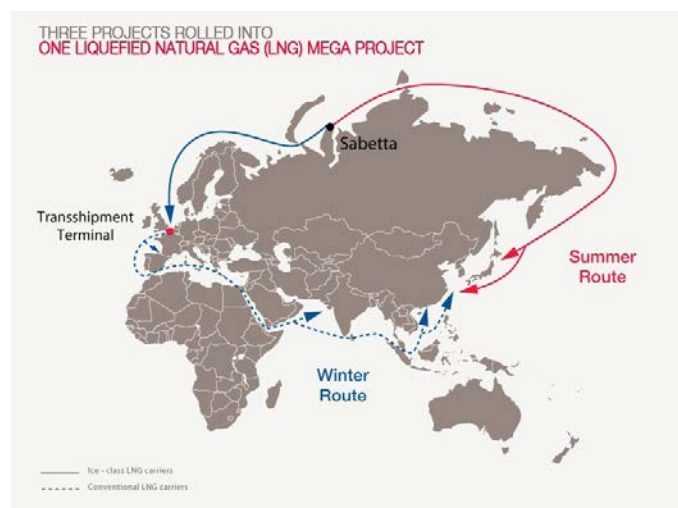 THREE PROJECTS ROLLED INTO
ONE LIQUEFIED NATURAL GAS (LNG) MEGA PROJECT
Sabetta
Transshipment
Terminal
Summer
Route
Winter
Route
Ice - class LNG carriers
Conventional LNG carriers